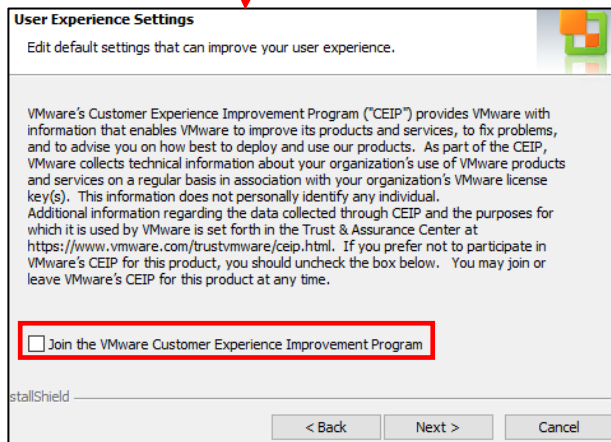 User Experience Settings
Edit default settings that can improve your user experience.
VMware's Customer Experience Improvement Program ("CEIP") provides VMware with
information that enables VMware to improve its products and services, to fix problems,
and to advise you on how best to deploy and use our products. As part of the CEIP,
VMware collects technical information about your organization's use of VMware products
and services on a regular basis in association with your organization's VMware license
key(s). This information does not personally identify any individual.
Additional information regarding the data collected through CEIP and the purposes for
which it is used by VMware is set forth in the Trust & Assurance Center at
https://www.vmware.com/trustvmware/ceip.html. If you prefer not to participate in
VMware's CEIP for this product, you should uncheck the box below. You may join or
leave VMware's CEIP for this product at any time.
Join the VMware Customer Experience Improvement Program
stallShield
< Back Next > Cancel